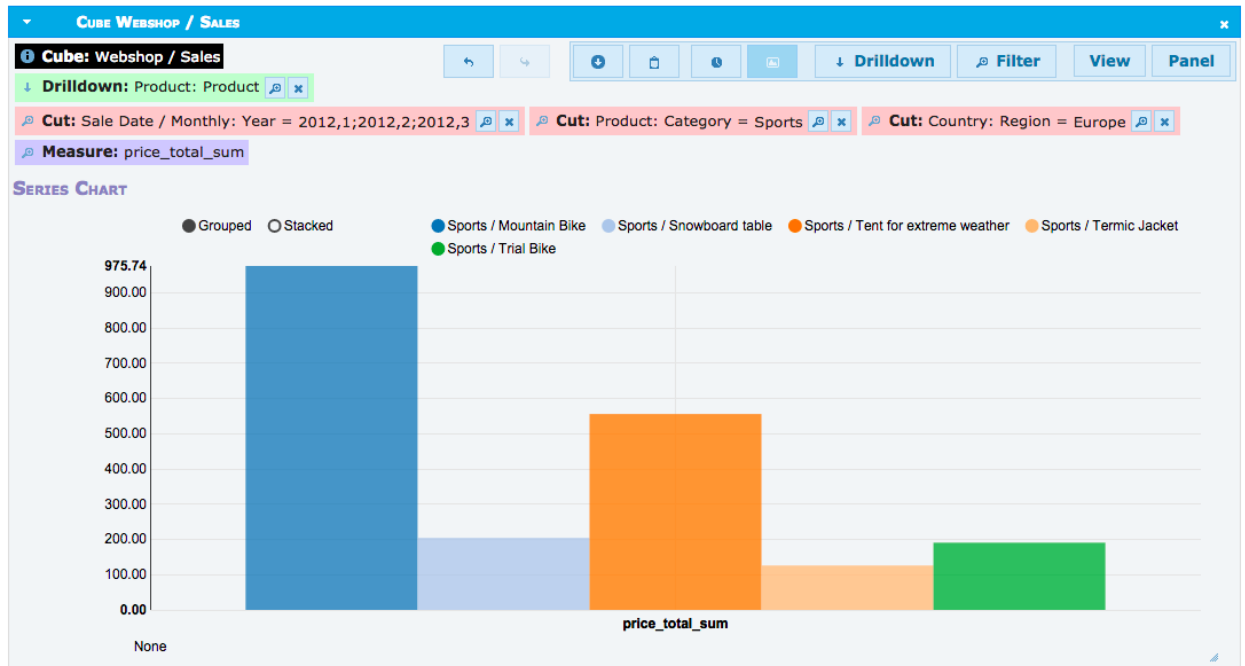 Cube Webshop / Sales
Cube: Webshop / Sales
Drilldown Filter View Panel
Drilldown: Product: Product
Cut: Sale Date / Monthly: Year = 2012,1;2012,2;2012,3 Cut: Product: Category = Sports Cut: Country: Region = Europe
Measure: price_total_sum
Series Chart
Grouped Stacked Sports / Mountain Bike Sports / Snowboard table Sports / Tent for extreme weather Sports / Termic Jacket
Sports / Trial Bike
975.74
900.00
800.00
700.00
600.00
500.00
400.00
300.00
200.00
100.00
0.00
price_total_sum
None